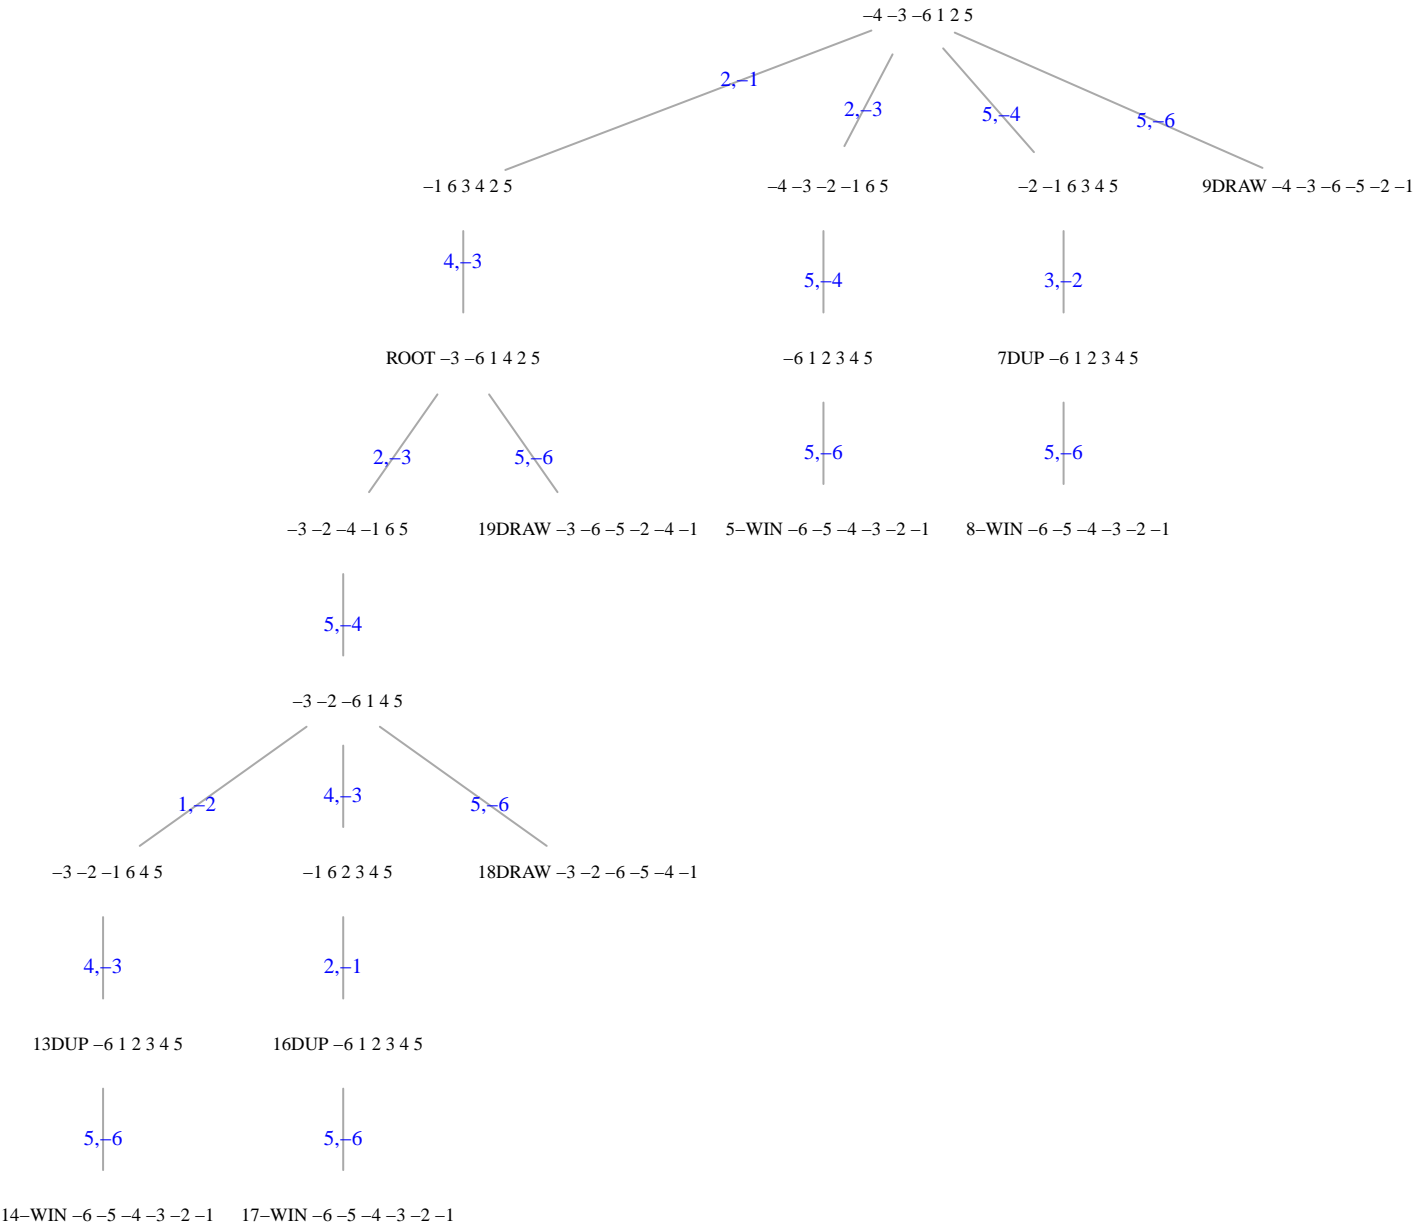 –4 –3 –6 1 2 5
2,–1
2,–3
5,–4
5,–6
–1 6 3 4 2 5
–4 –3 –2 –1 6 5
–2 –1 6 3 4 5
9DRAW –4 –3 –6 –5 –2 –1
4,–3
5,–4
3,–2
ROOT –3 –6 1 4 2 5
–6 1 2 3 4 5
7DUP –6 1 2 3 4 5
2,–3
5,–6
5,–6
5,–6
–3 –2 –4 –1 6 5
19DRAW –3 –6 –5 –2 –4 –1
5–WIN –6 –5 –4 –3 –2 –1
8–WIN –6 –5 –4 –3 –2 –1
5,–4
–3 –2 –6 1 4 5
1,–2
4,–3
5,–6
–3 –2 –1 6 4 5
–1 6 2 3 4 5
18DRAW –3 –2 –6 –5 –4 –1
4,–3
2,–1
13DUP –6 1 2 3 4 5
16DUP –6 1 2 3 4 5
5,–6
5,–6
14–WIN –6 –5 –4 –3 –2 –1
17–WIN –6 –5 –4 –3 –2 –1